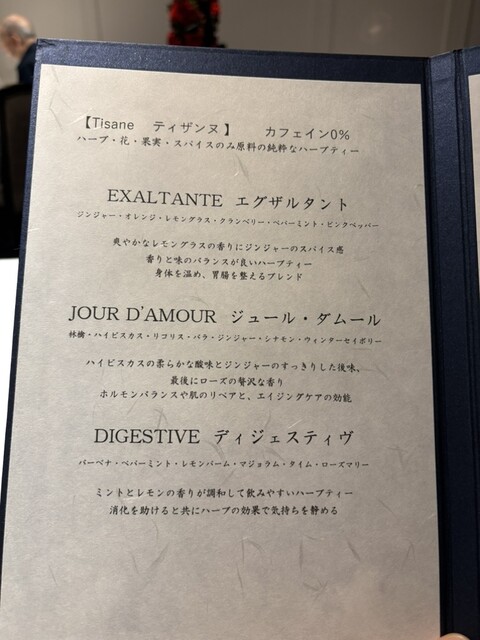 【Tisane ティザンヌ】 カフェイン0%
ハーブ・花・果実・スパイスのみ原料の純粋なハーブティー
EXALTANTE エグザルタント
ジンジャー・オレンジ・レモングラス・クランベリー・ペパーミント・ピンクペッパー
爽やかなレモングラスの香りにジンジャーのスパイス感
香りと味のバランスが良いハーブティー
身体を温め、胃腸を整えるブレンド
JOUR D'AMOUR ジュール・ダムール
林檎・ハイビスカス・リコリス・バラ・ジンジャー・シナモン・ウィンターセイボリー
ハイビスカスの柔らかな酸味とジンジャーのすっきりした後味、
最後にローズの贅沢な香り
ホルモンバランスや肌のリペアと、エイジングケアの効能
DIGESTIVE ディジェスティヴ
バーベナ・ペパーミント・レモンバーム・マジョラム・タイム・ローズマリー
ミントとレモンの香りが調和して飲みやすいハーブティー
消化を助けると共にハーブの効果で気持ちを静める